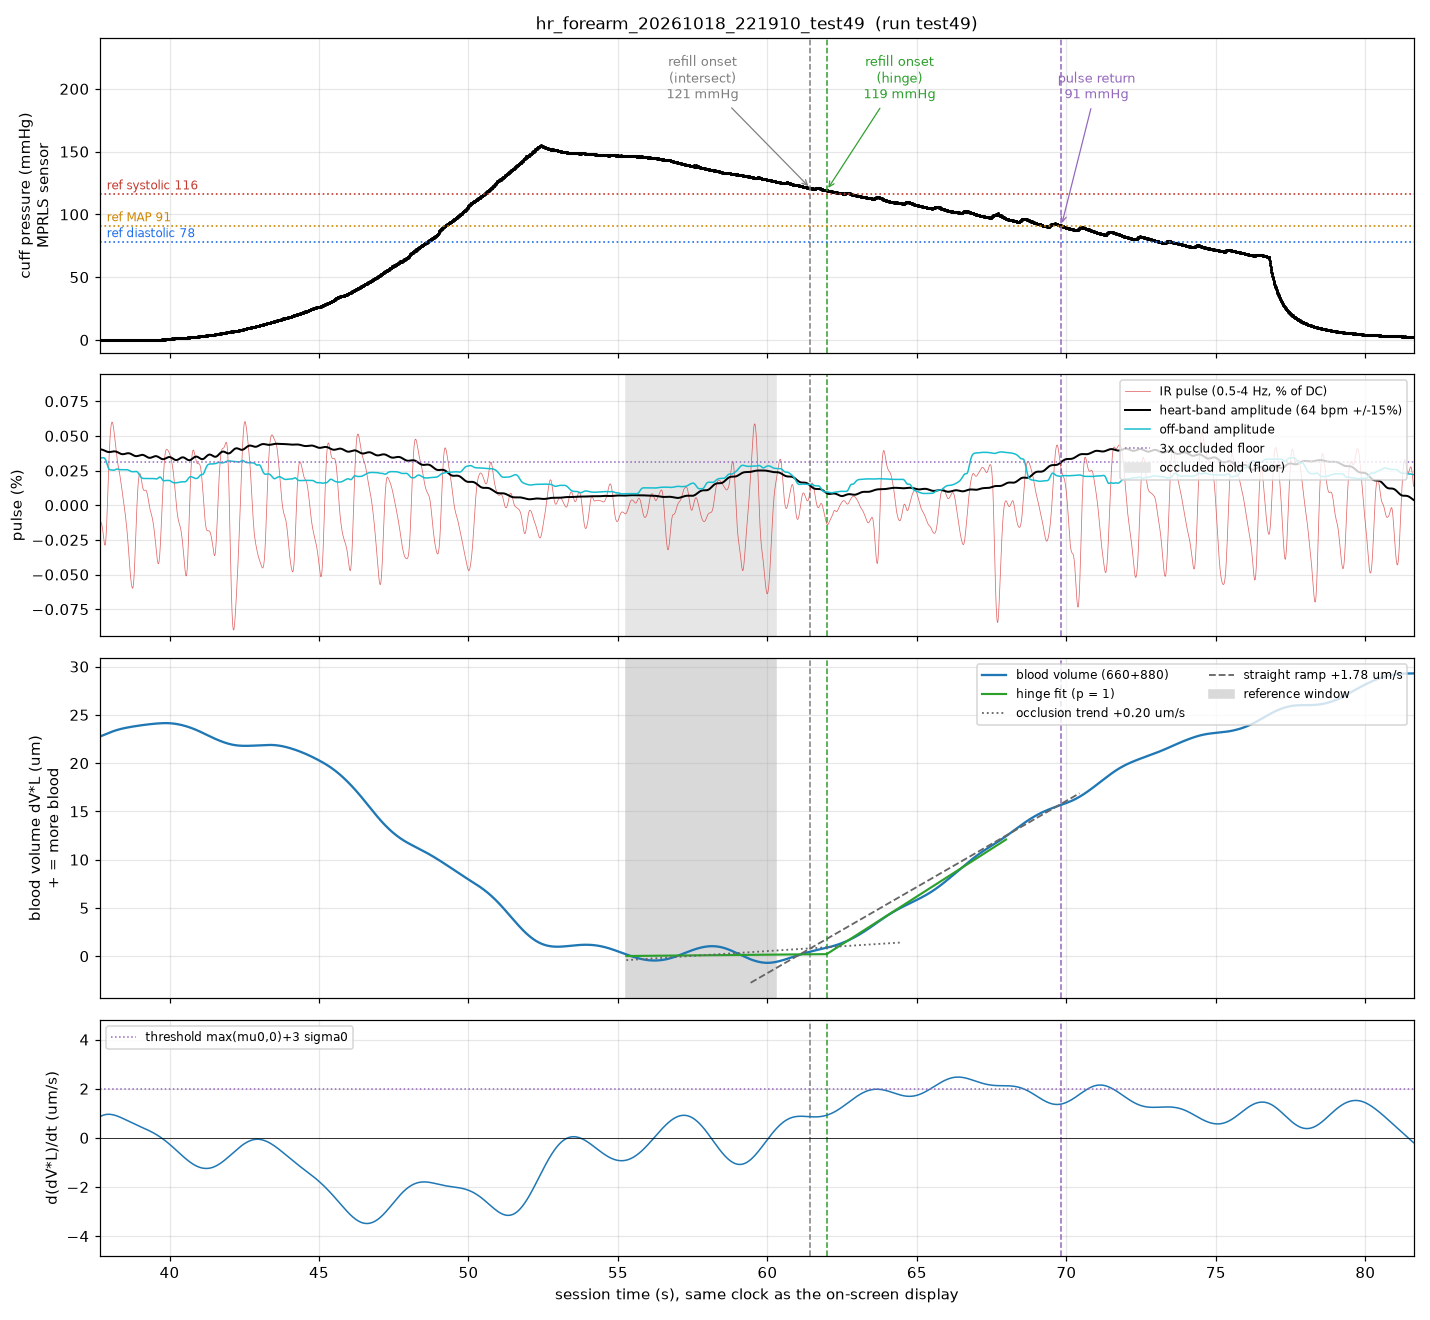 hr_forearm_20261018_221910_test49  (run test49)
cuff pressure (mmHg)
MPRLS sensor
200
150
100
50
0
refill onset
(intersect)
121 mmHg
refill onset
(hinge)
119 mmHg
pulse return
91 mmHg
ref systolic 116
ref MAP 91
ref diastolic 78
pulse (%)
0.075
0.050
0.025
0.000
−0.025
−0.050
−0.075
IR pulse (0.5-4 Hz, % of DC)
heart-band amplitude (64 bpm +/-15%)
off-band amplitude
3x occluded floor
occluded hold (floor)
blood volume dV*L (um)
+ = more blood
30
25
20
15
10
5
0
blood volume (660+880)
hinge fit (p = 1)
occlusion trend +0.20 um/s
straight ramp +1.78 um/s
reference window
d(dV*L)/dt (um/s)
4
2
0
−2
−4
threshold max(mu0,0)+3 sigma0
40
45
50
55
60
65
70
75
80
session time (s), same clock as the on-screen display